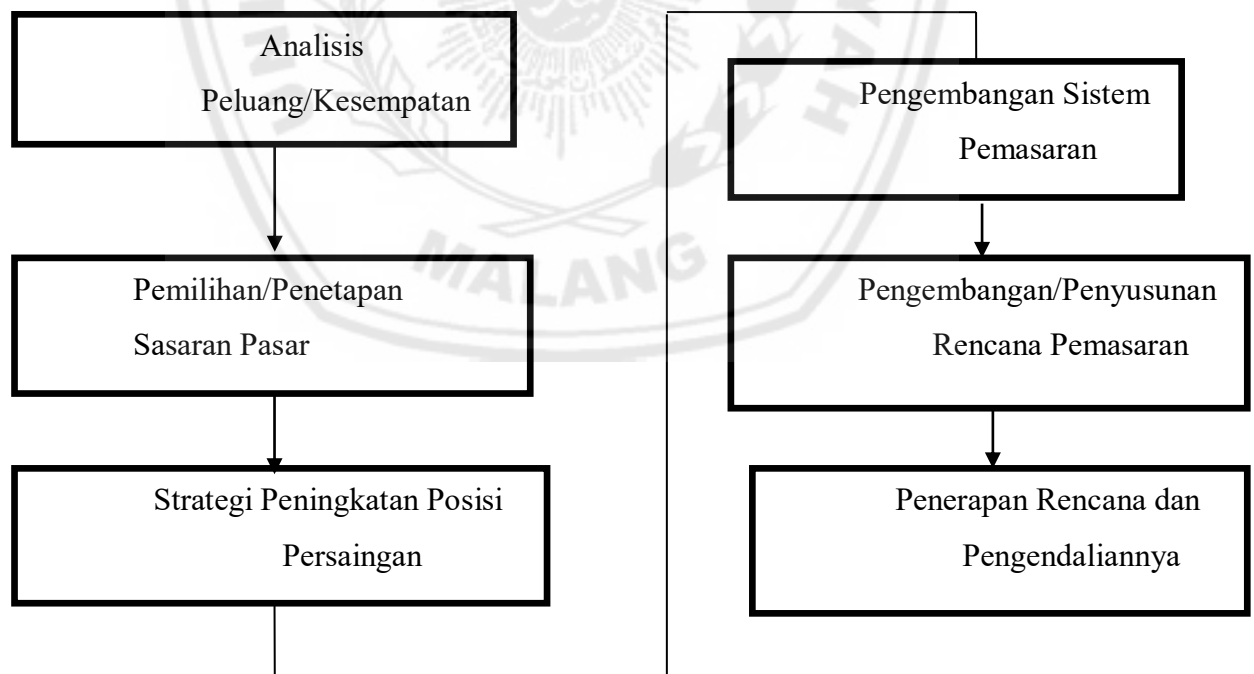 Analisis
Peluang/Kesempatan
Pemilihan/Penetapan
Sasaran Pasar
Strategi Peningkatan Posisi
Persaingan
Pengembangan Sistem
Pemasaran
Pengembangan/Penyusunan
Rencana Pemasaran
Penerapan Rencana dan
Pengendaliannya
MALANG